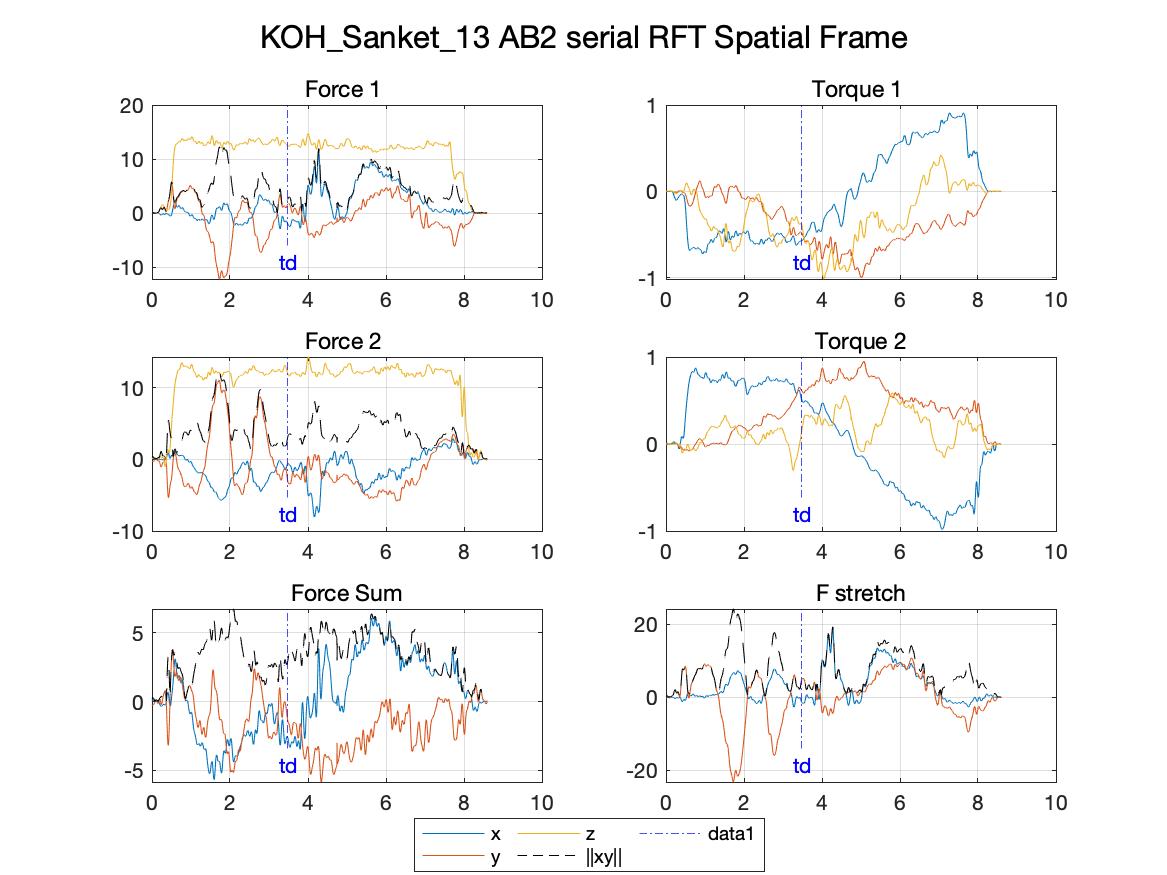 KOH_Sanket_13 AB2 serial RFT Spatial Frame
Force 1
20
10
0
-10
td
0 2 4 6 8 10
Torque 1
1
0
-1
td
0 2 4 6 8 10
Force 2
10
0
-10
td
0 2 4 6 8 10
Torque 2
1
0
-1
td
0 2 4 6 8 10
Force Sum
5
0
-5
td
0 2 4 6 8 10
F stretch
20
0
-20
td
0 2 4 6 8 10
x z data1
y ||xy||